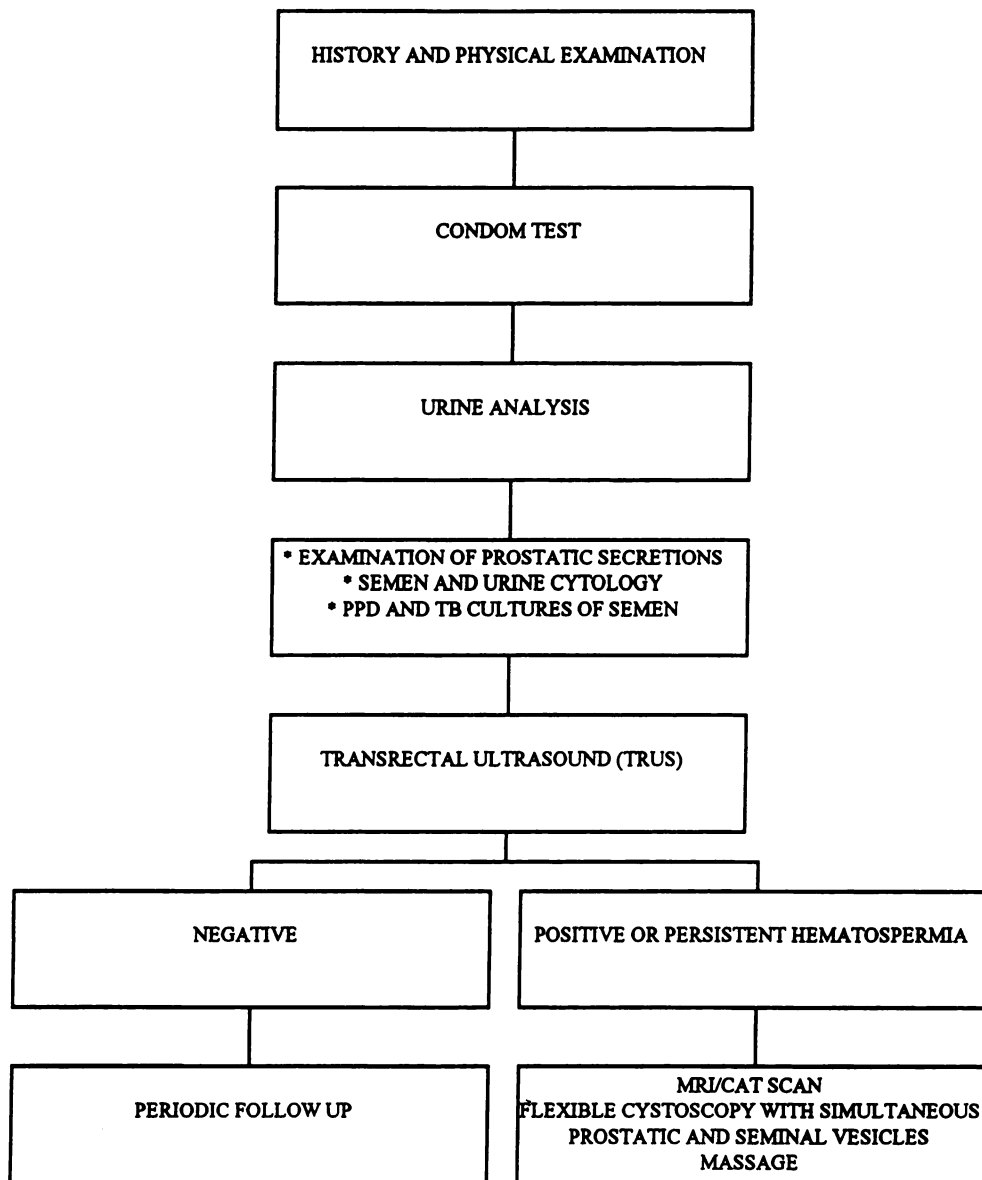 HISTORY AND PHYSICAL EXAMINATION
CONDOM TEST
URINE ANALYSIS
* EXAMINATION OF PROSTATIC SECRETIONS
* SEMEN AND URINE CYTOLOGY
* PPD AND TB CULTURES OF SEMEN
TRANSRECTAL ULTRASOUND (TRUS)
NEGATIVE
POSITIVE OR PERSISTENT HEMATOSPERMIA
PERIODIC FOLLOW UP
MRI/CAT SCAN
FLEXIBLE CYSTOSCOPY WITH SIMULTANEOUS
PROSTATIC AND SEMINAL VESICLES
MASSAGE